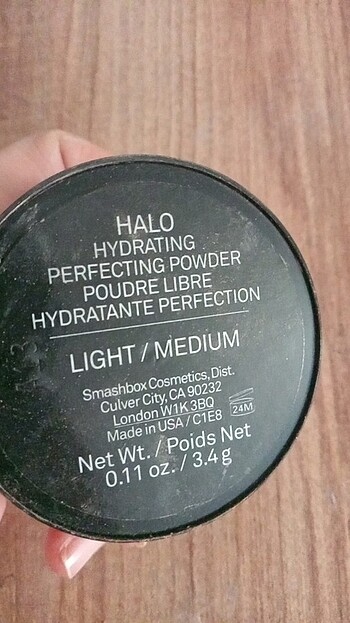 HALO
HYDRATING
PERFECTING POWDER
POUDRE LIBRE
HYDRATANTE PERFECTION
LIGHT / MEDIUM
Smashbox Cosmetics, Dist.
Culver City, CA 90232
London W1K 3BQ
Made in USA / C1E8
24M
Net Wt. / Poids Net
0.11 oz. / 3.4 g